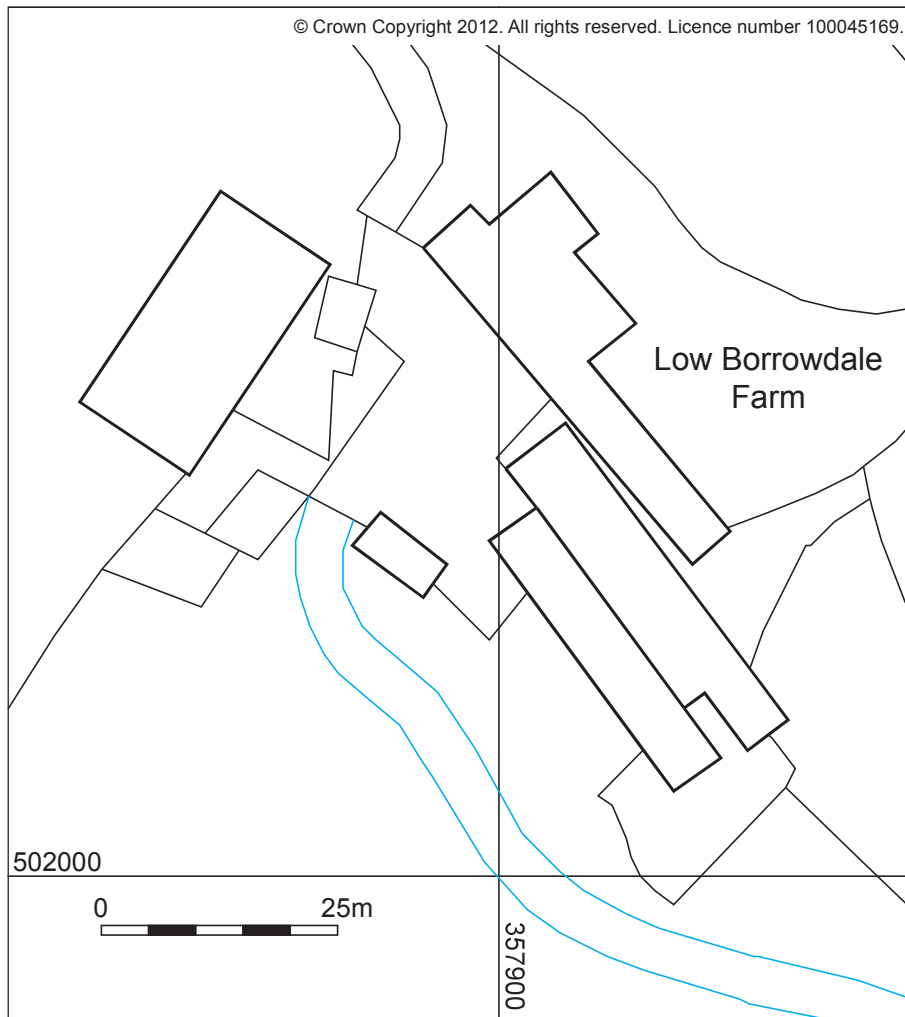 © Crown Copyright 2012. All rights reserved. Licence number 100045169.
Low Borrowdale
Farm
502000
0 25m
357900